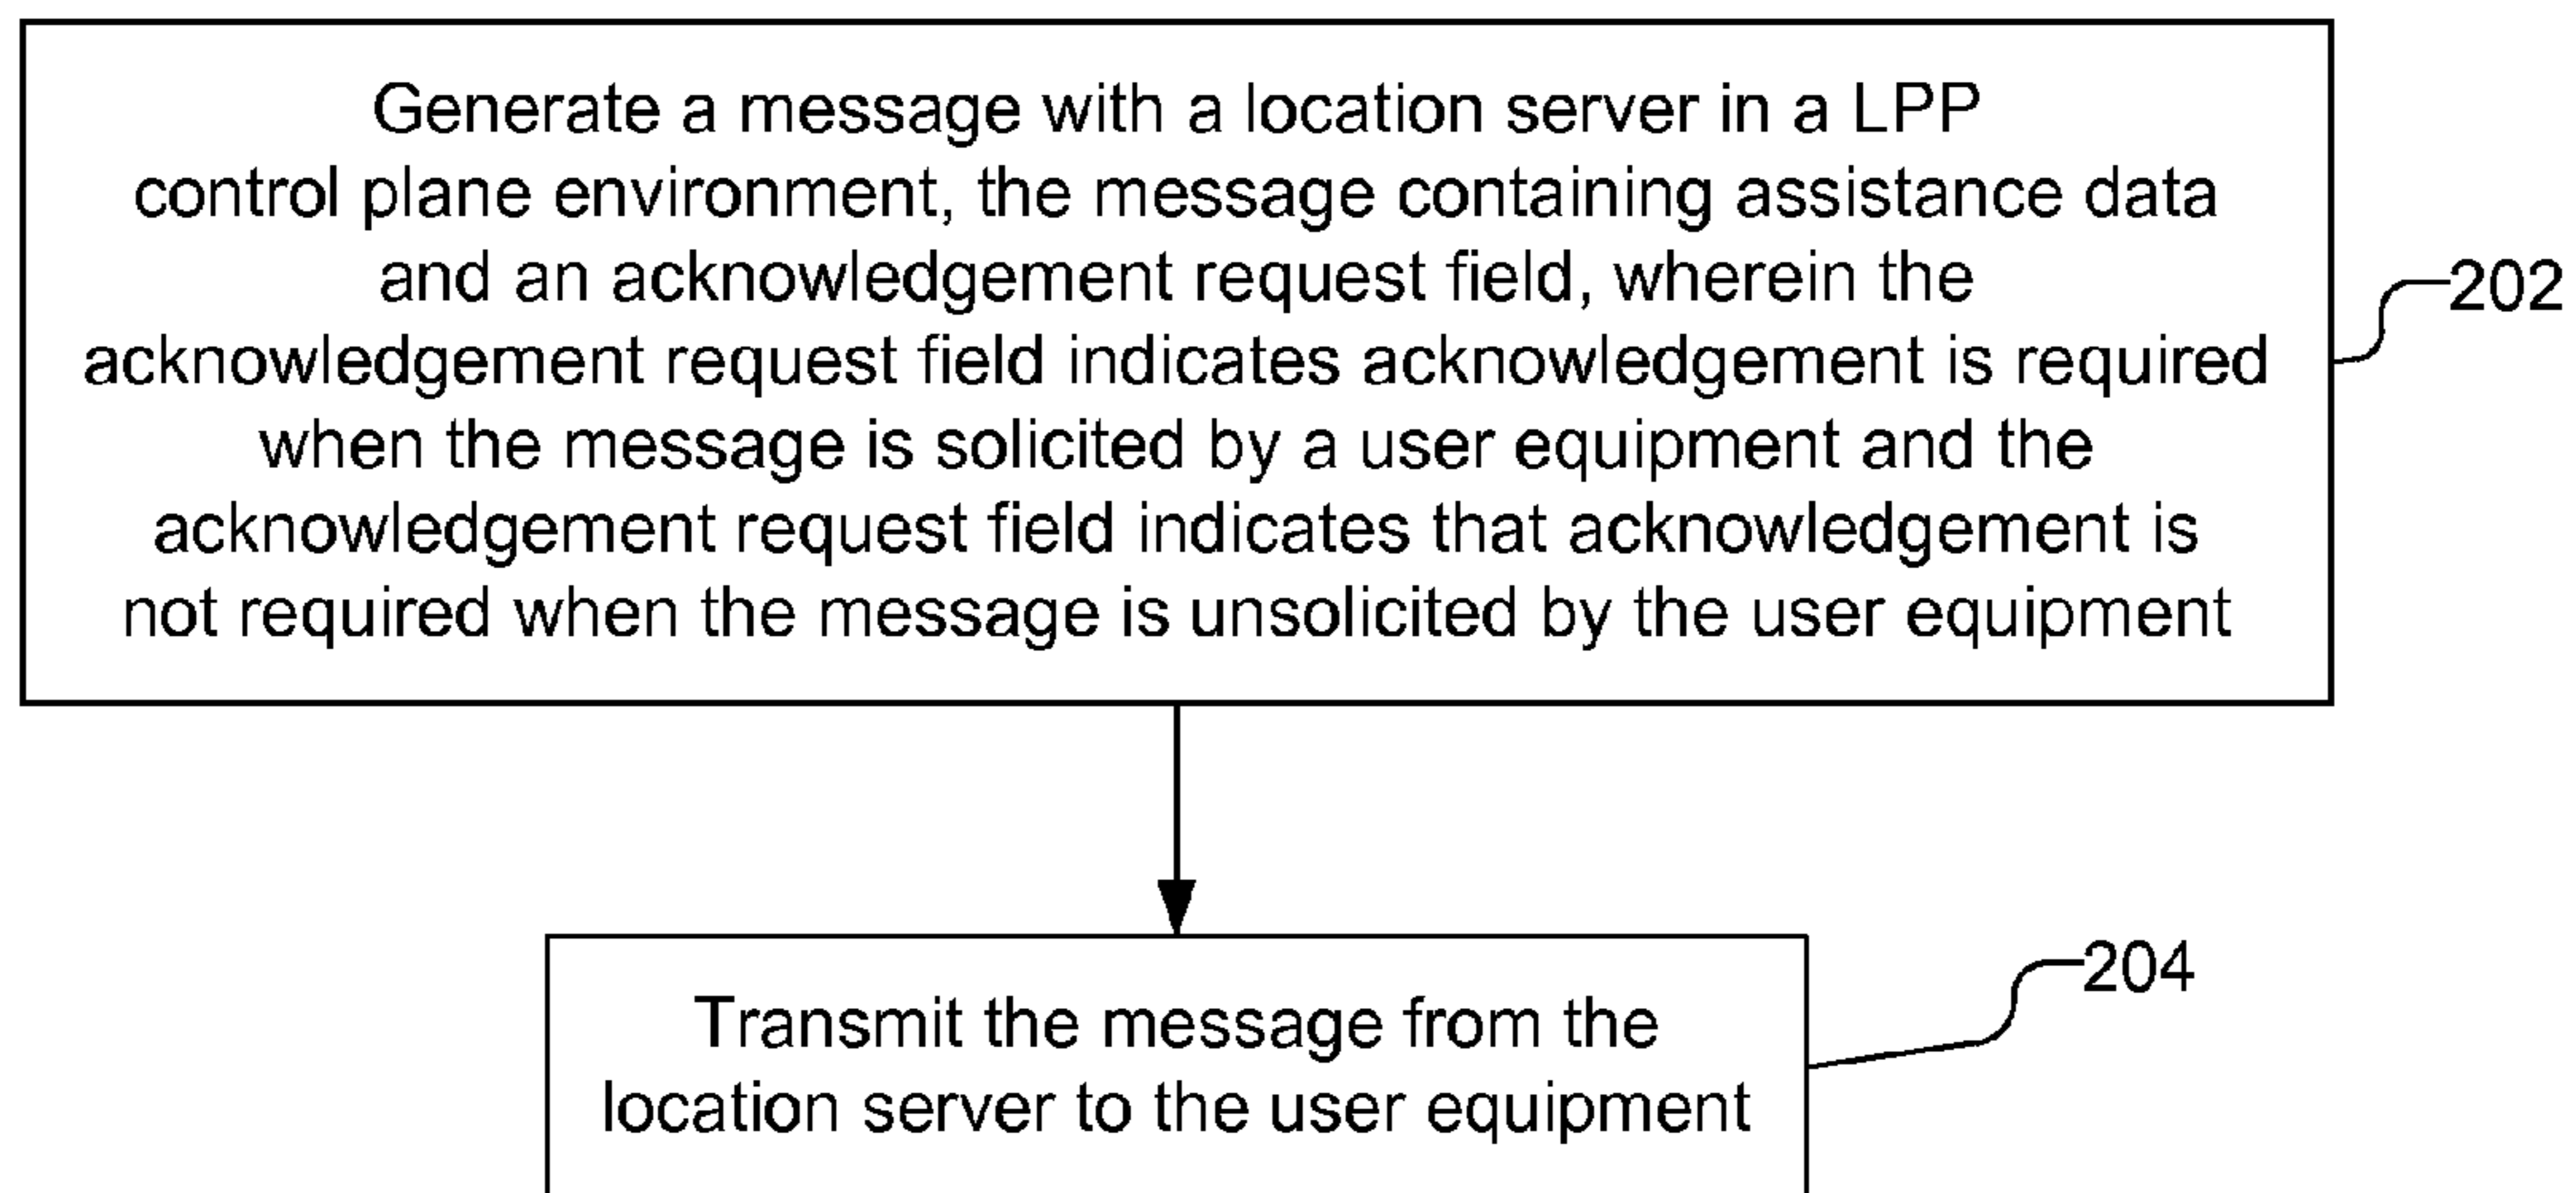 Generate a message with a location server in a LPP
control plane environment, the message containing assistance data
and an acknowledgement request field, wherein the
acknowledgement request field indicates acknowledgement is required
when the message is solicited by a user equipment and the
acknowledgement request field indicates that acknowledgement is
not required when the message is unsolicited by the user equipment
202
Transmit the message from the
location server to the user equipment
204